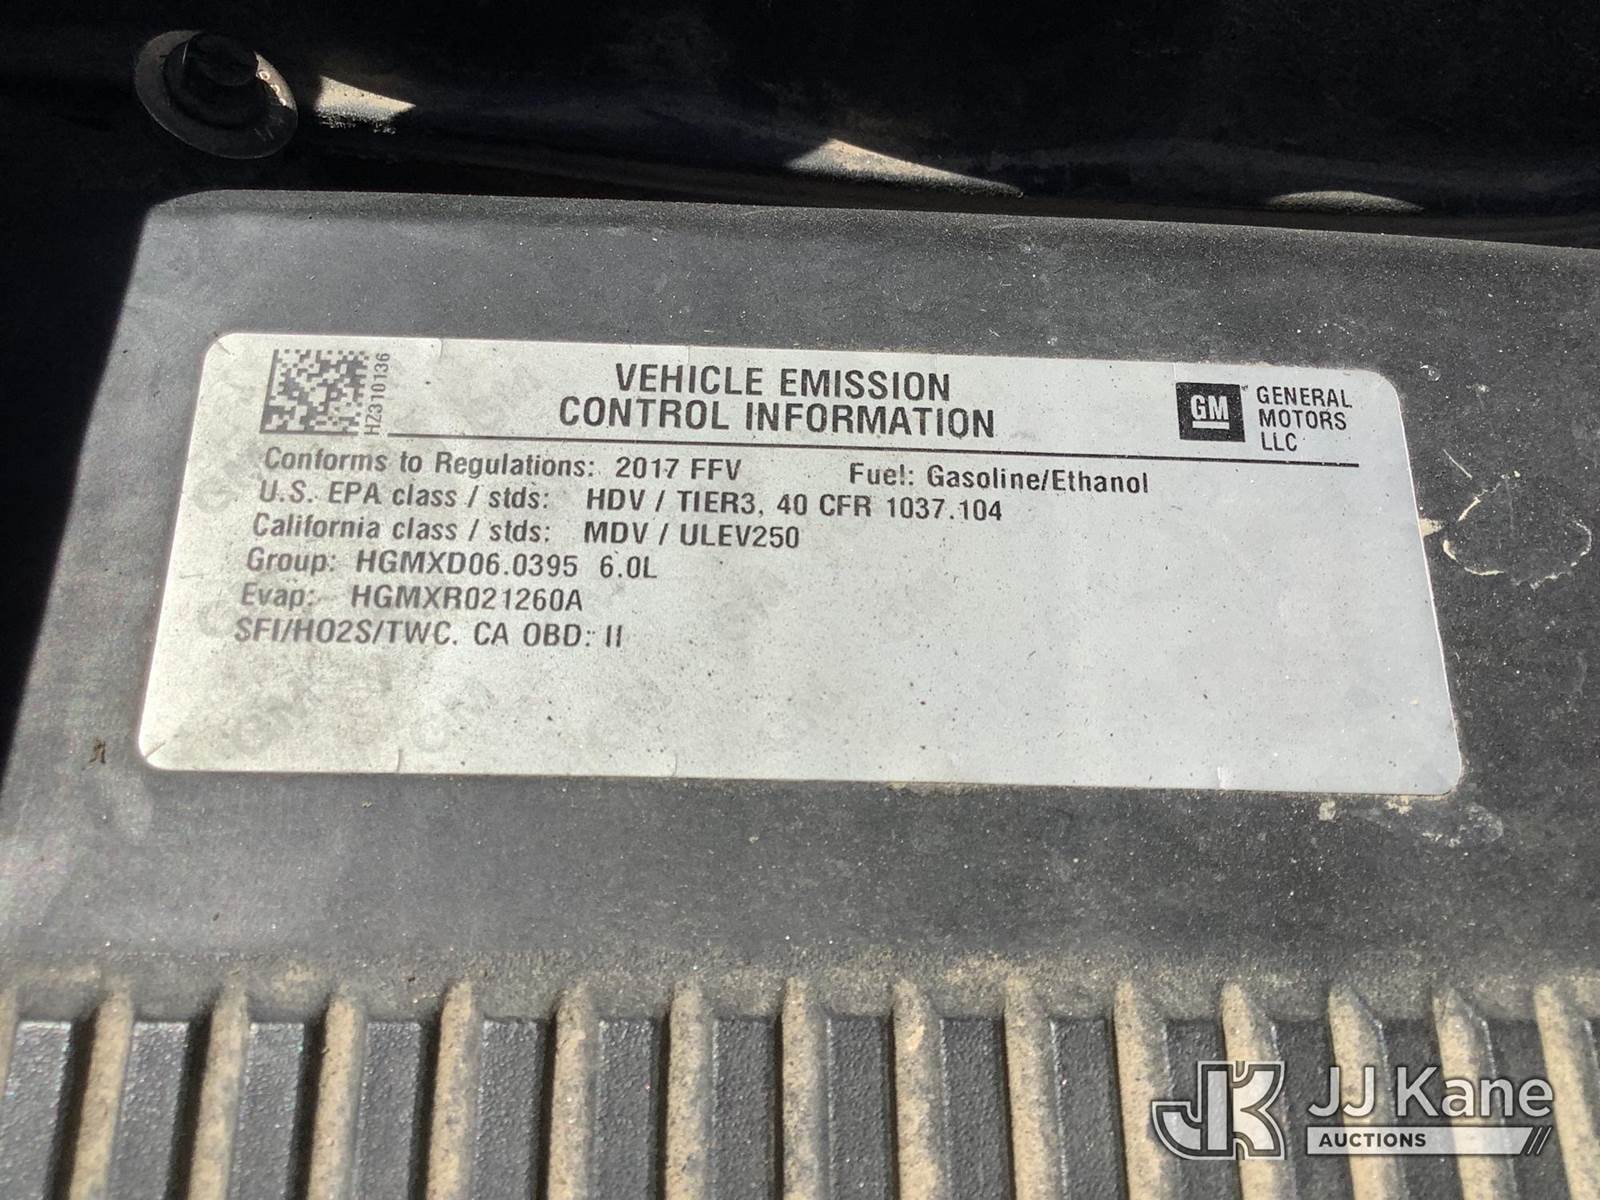 HZ310136
VEHICLE EMISSION
CONTROL INFORMATION
GM
GENERAL
MOTORS
LLC
Conforms to Regulations: 2017 FFV Fuel: Gasoline/Ethanol
U.S. EPA class / stds: HDV / TIER3, 40 CFR 1037.104
California class / stds: MDV / ULEV250
Group: HGMXD06.0395 6.0L
Evap: HGMXR021260A
SFI/HO2S/TWC. CA OBD: II
JK JJ Kane
AUCTIONS